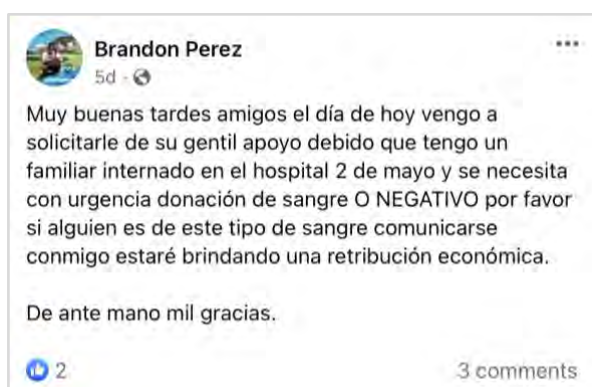 Brandon Perez
5d ·
Muy buenas tardes amigos el día de hoy vengo a
solicitarle de su gentil apoyo debido que tengo un
familiar internado en el hospital 2 de mayo y se necesita
con urgencia donación de sangre O NEGATIVO por favor
si alguien es de este tipo de sangre comunicarse
conmigo estaré brindando una retribución económica.
De ante mano mil gracias.
2
3 comments